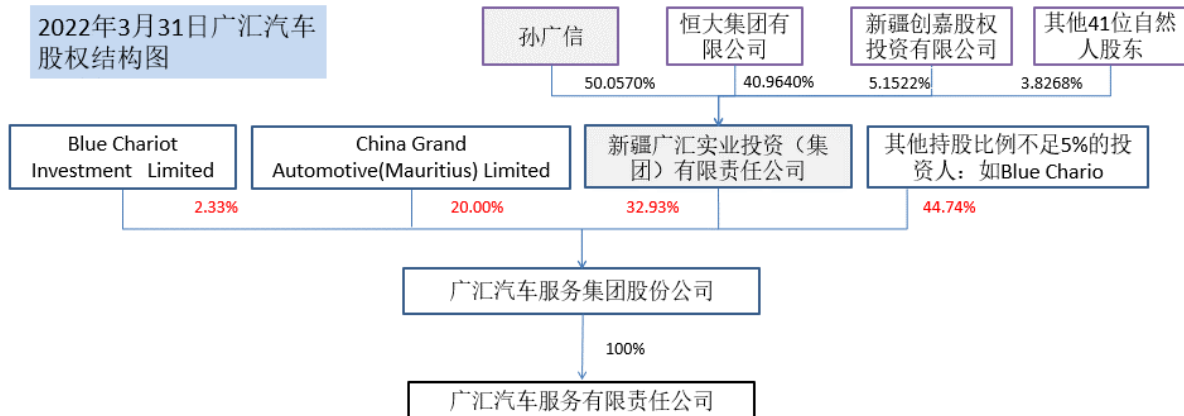 2022年3月31日广汇汽车
股权结构图
孙广信
恒大集团有
限公司
新疆创嘉股权
投资有限公司
其他41位自然
人股东
50.0570%
40.9640%
5.1522%
3.8268%
Blue Chariot
Investment Limited
China Grand
Automotive(Mauritius) Limited
新疆广汇实业投资（集
团）有限责任公司
其他持股比例不足5%的投
资人：如Blue Chario
2.33%
20.00%
32.93%
44.74%
广汇汽车服务集团股份公司
100%
广汇汽车服务有限责任公司